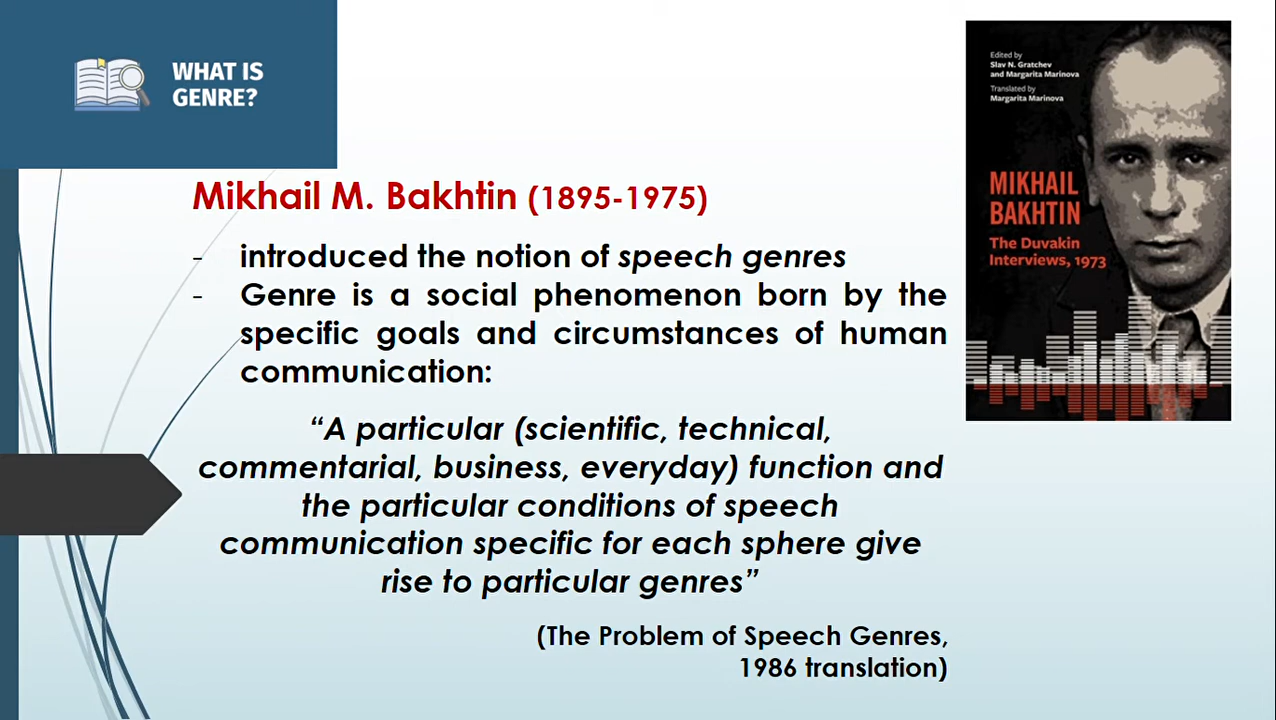 WHAT IS
GENRE?
Edited by
Slav N. Gratchev
and Margarita Marinova
Translated by
Margarita Marinova
MIKHAIL
BAKHTIN
The Duvakin
Interviews, 1973
Mikhail M. Bakhtin (1895-1975)
- introduced the notion of speech genres
- Genre is a social phenomenon born by the
specific goals and circumstances of human
communication:
“A particular (scientific, technical,
commentarial, business, everyday) function and
the particular conditions of speech
communication specific for each sphere give
rise to particular genres”
(The Problem of Speech Genres,
1986 translation)